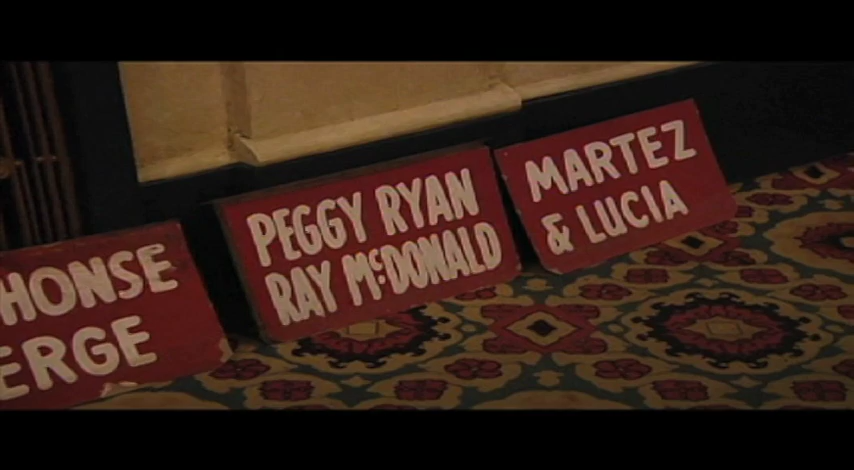 HONSE
ERGE
PEGGY RYAN
RAY McDONALD
MARTEZ
& LUCIA